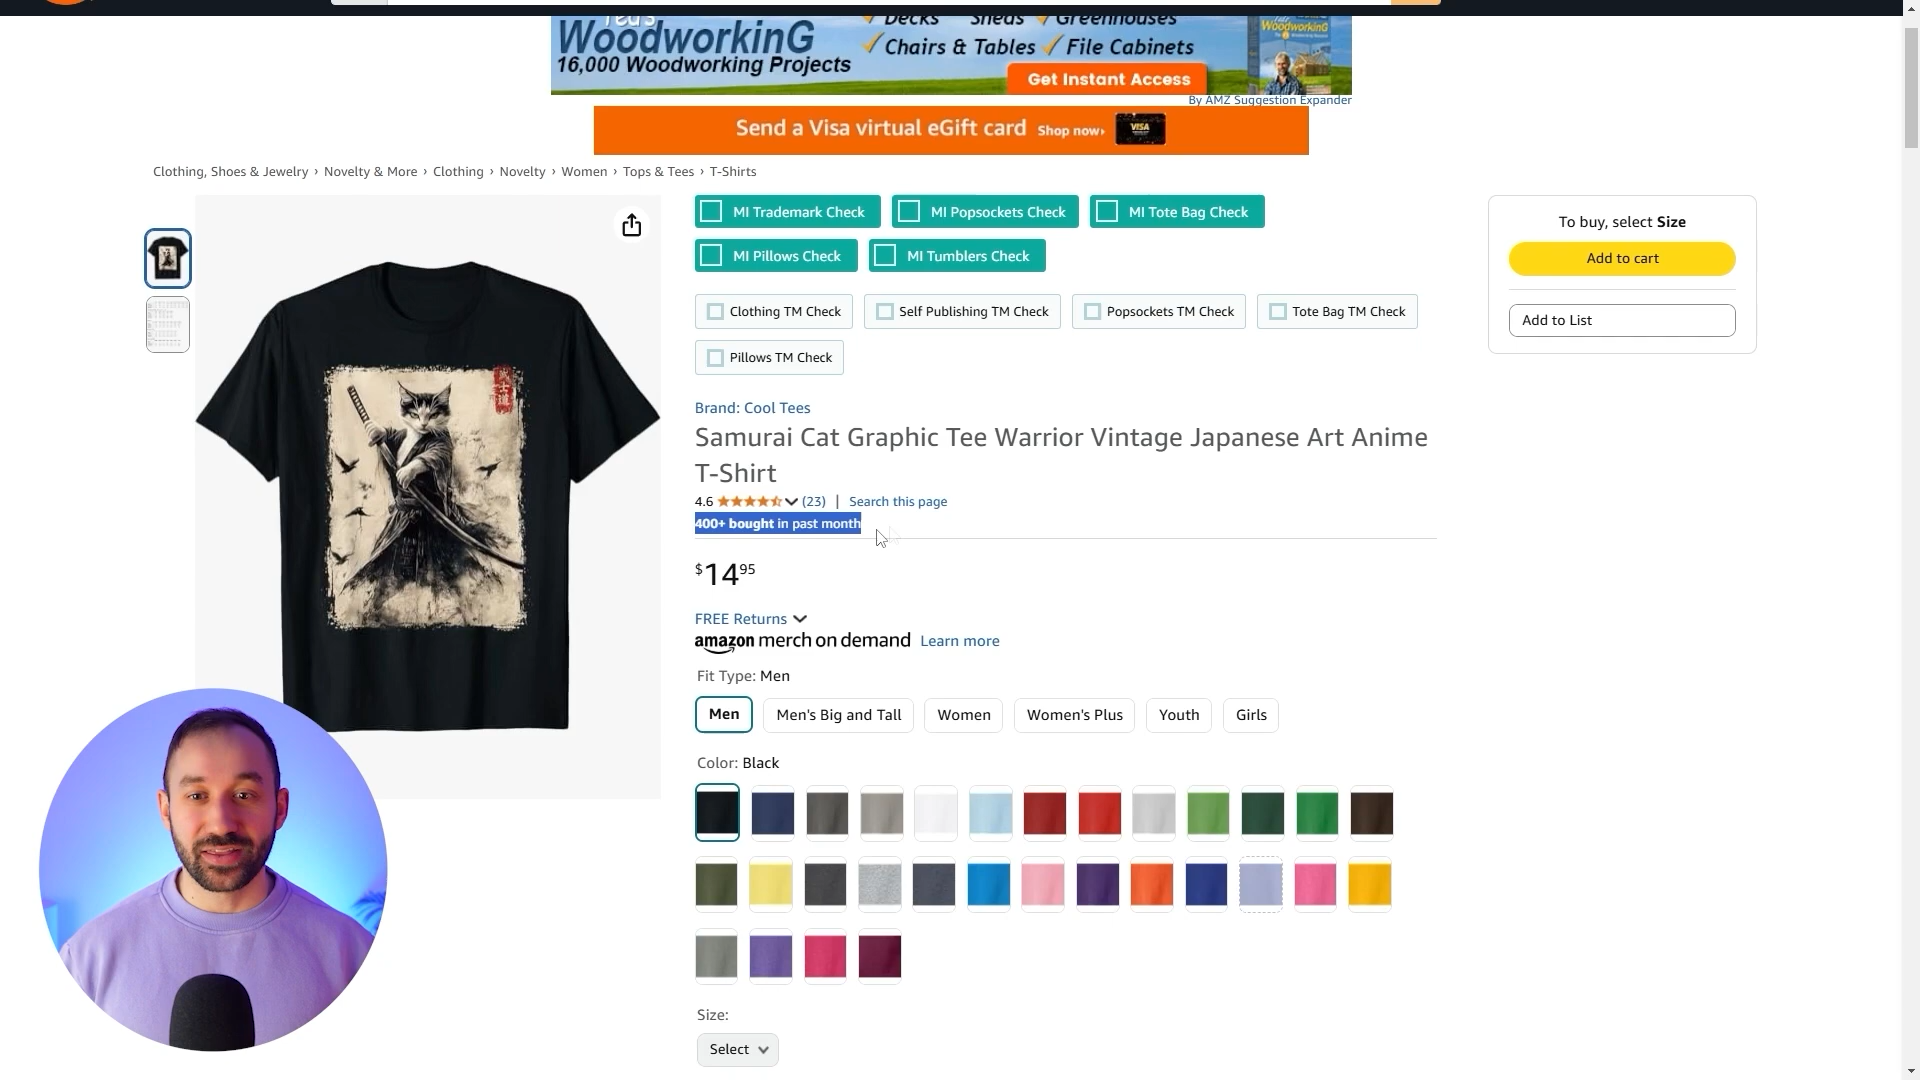 Ted's
WoodworkinG
16,000 Woodworking Projects
Decks Sheds Greenhouses
Chairs & Tables File Cabinets
Get Instant Access
WoodworkinG
By AMZ Suggestion Expander
Send a Visa virtual eGift card Shop now
VISA
Clothing, Shoes & Jewelry › Novelty & More › Clothing › Novelty › Women › Tops & Tees › T-Shirts
MI Trademark Check
MI Popsockets Check
MI Tote Bag Check
MI Pillows Check
MI Tumblers Check
Clothing TM Check
Self Publishing TM Check
Popsockets TM Check
Tote Bag TM Check
Pillows TM Check
武士道
Brand: Cool Tees
Samurai Cat Graphic Tee Warrior Vintage Japanese Art Anime
T-Shirt
4.6 (23) | Search this page
400+ bought in past month
$14 95
FREE Returns
amazon merch on demand Learn more
Fit Type: Men
Men
Men's Big and Tall
Women
Women's Plus
Youth
Girls
Color: Black
Size:
Select
To buy, select Size
Add to cart
Add to List